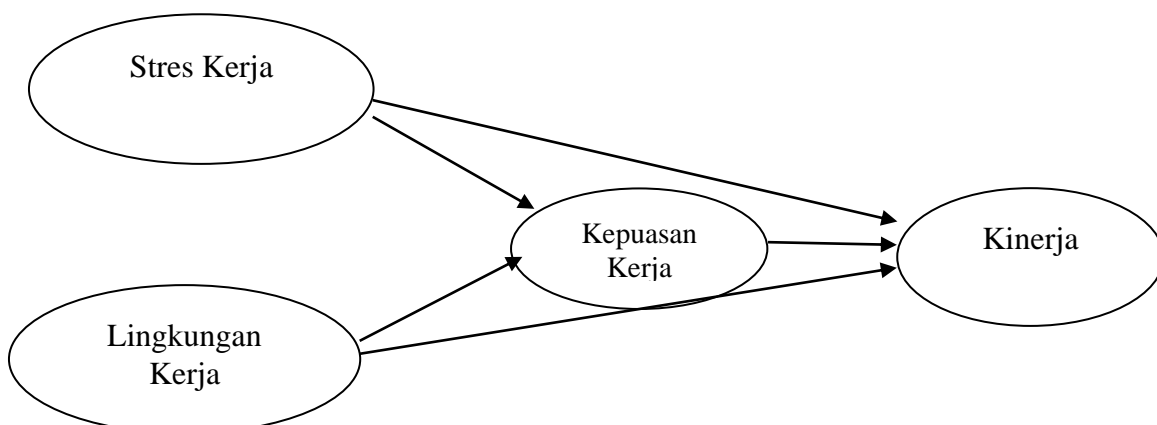 Stres Kerja
Kepuasan
Kerja
Kinerja
Lingkungan
Kerja